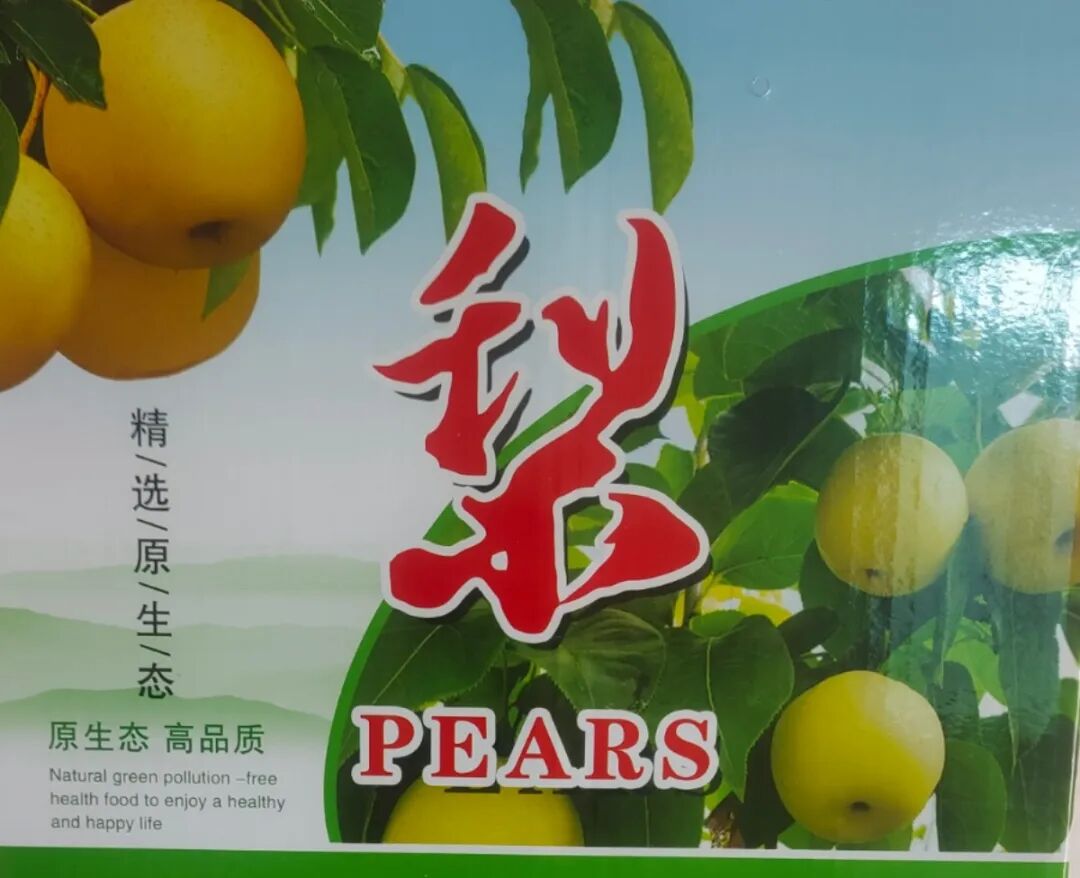 梨
PEARS
精/选/原/生/态
原生态 高品质
Natural green pollution -free
health food to enjoy a healthy
and happy life